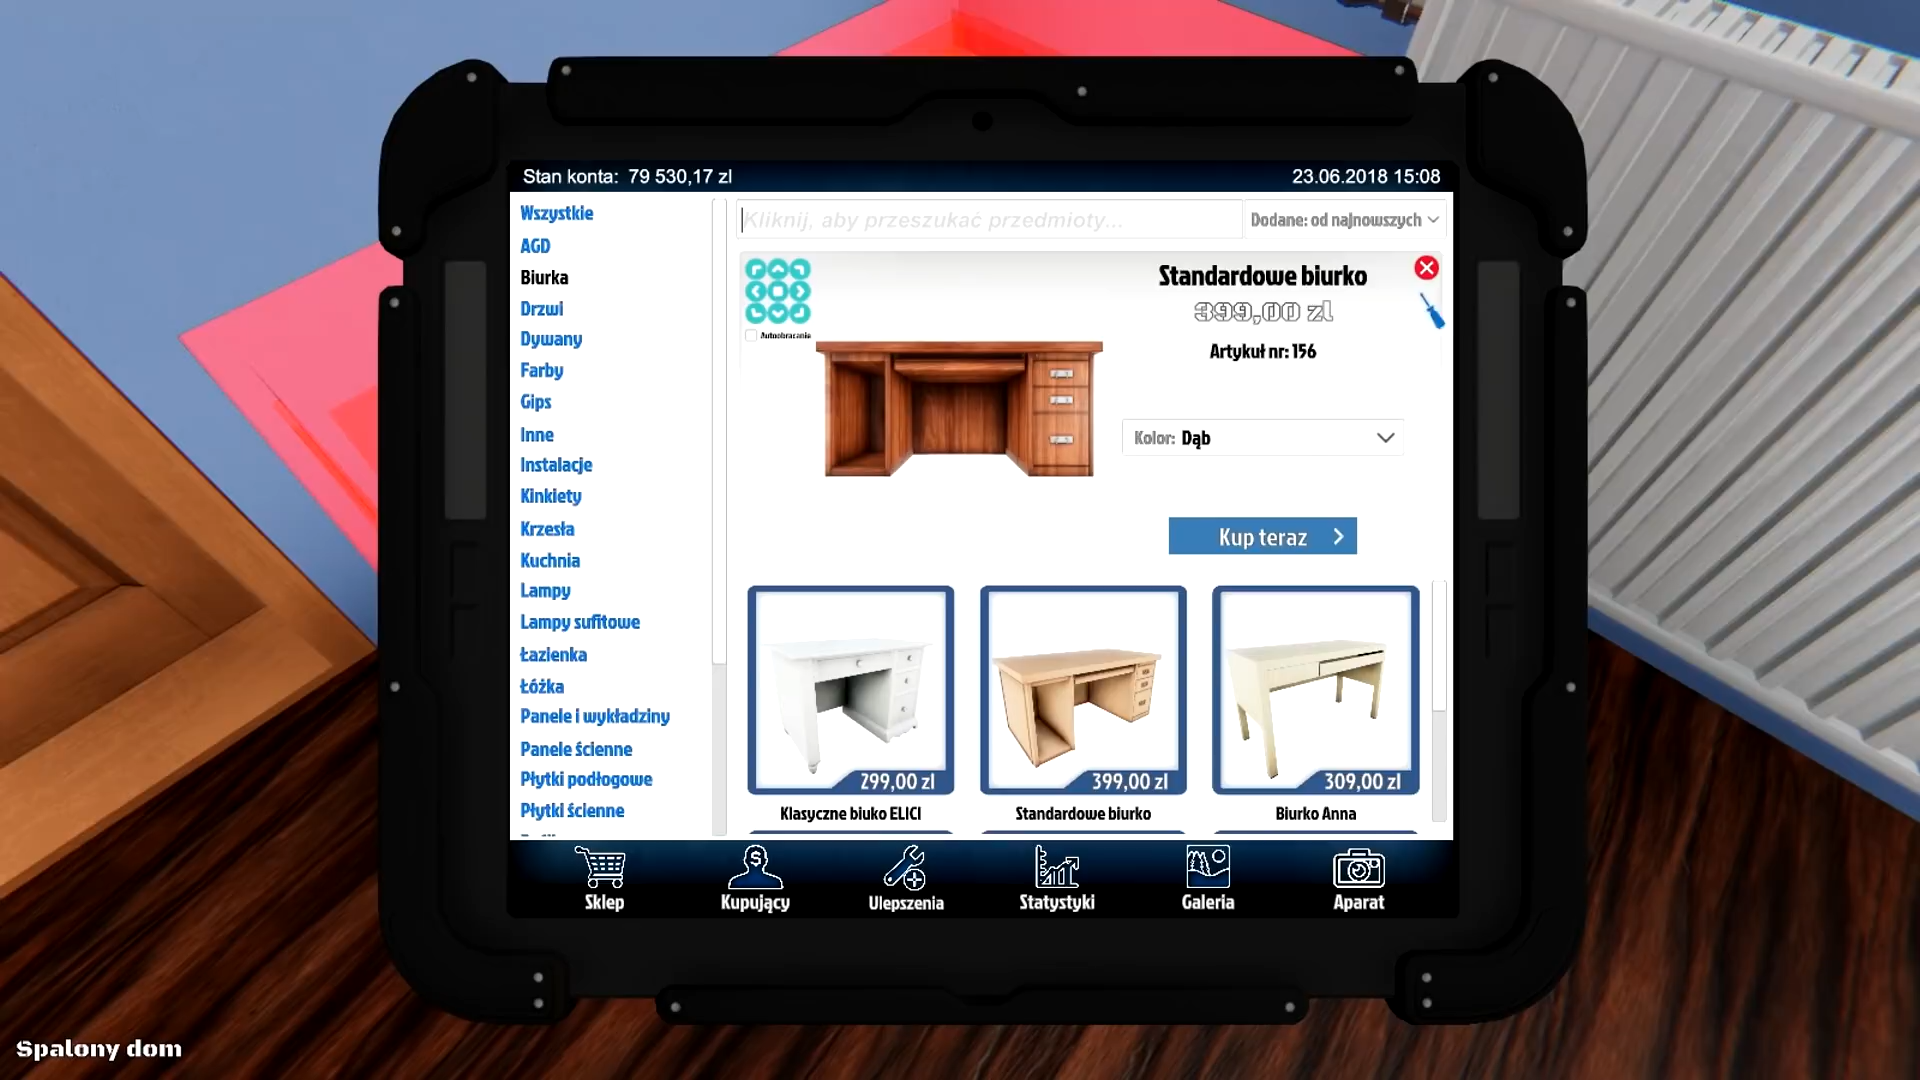 Stan konta: 79 530,17 zl
23.06.2018 15:08
Wszystkie
AGD
Biurka
Drzwi
Dywany
Farby
Gips
Inne
Instalacje
Kinkiety
Krzesła
Kuchnia
Lampy
Lampy sufitowe
Łazienka
Łóżka
Panele i wykładziny
Panele ścienne
Płytki podłogowe
Płytki ścienne
Kliknij, aby przeszukać przedmioty...
Dodane: od najnowszych
Autoobracanie
Standardowe biurko
399,00 zl
Artykuł nr: 156
Kolor: Dąb
Kup teraz
299,00 zl
399,00 zl
309,00 zl
Klasyczne biuko ELICI
Standardowe biurko
Biurko Anna
Sklep
Kupujący
Ulepszenia
Statystyki
Galeria
Aparat
Spalony dom